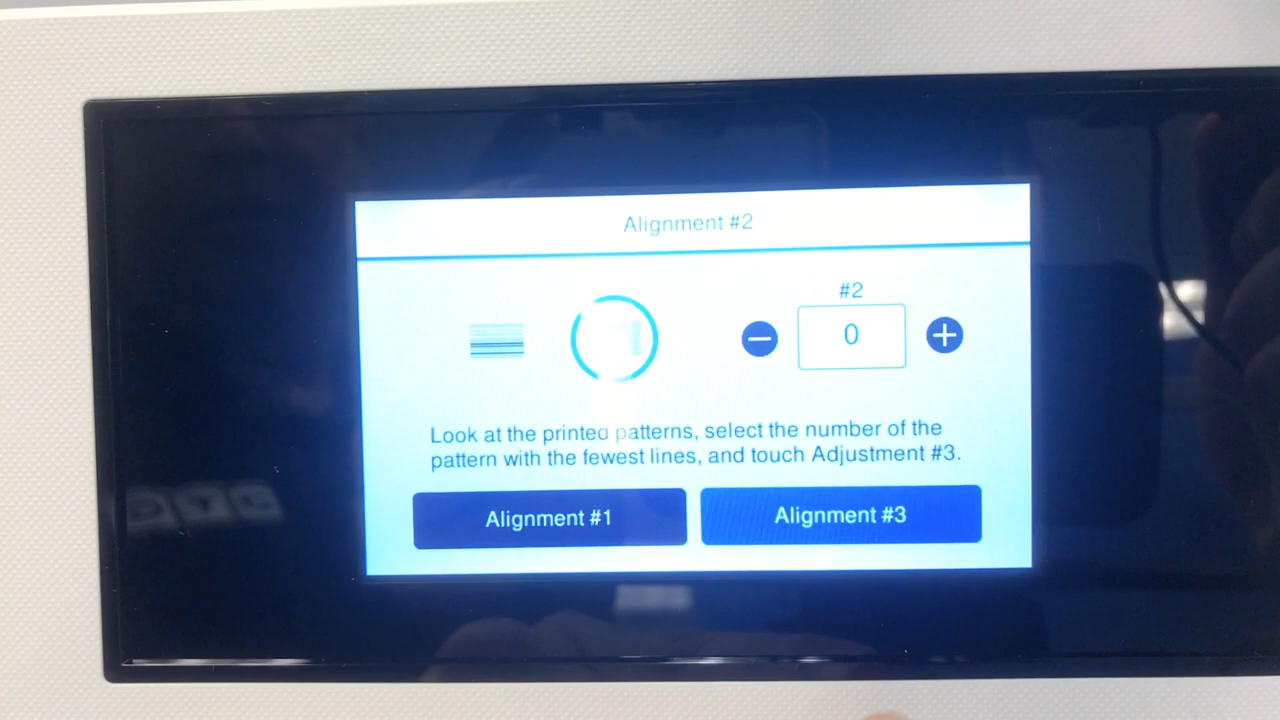 Alignment #2
#2
0
Look at the printed patterns, select the number of the
pattern with the fewest lines, and touch Adjustment #3.
Alignment #1
Alignment #3